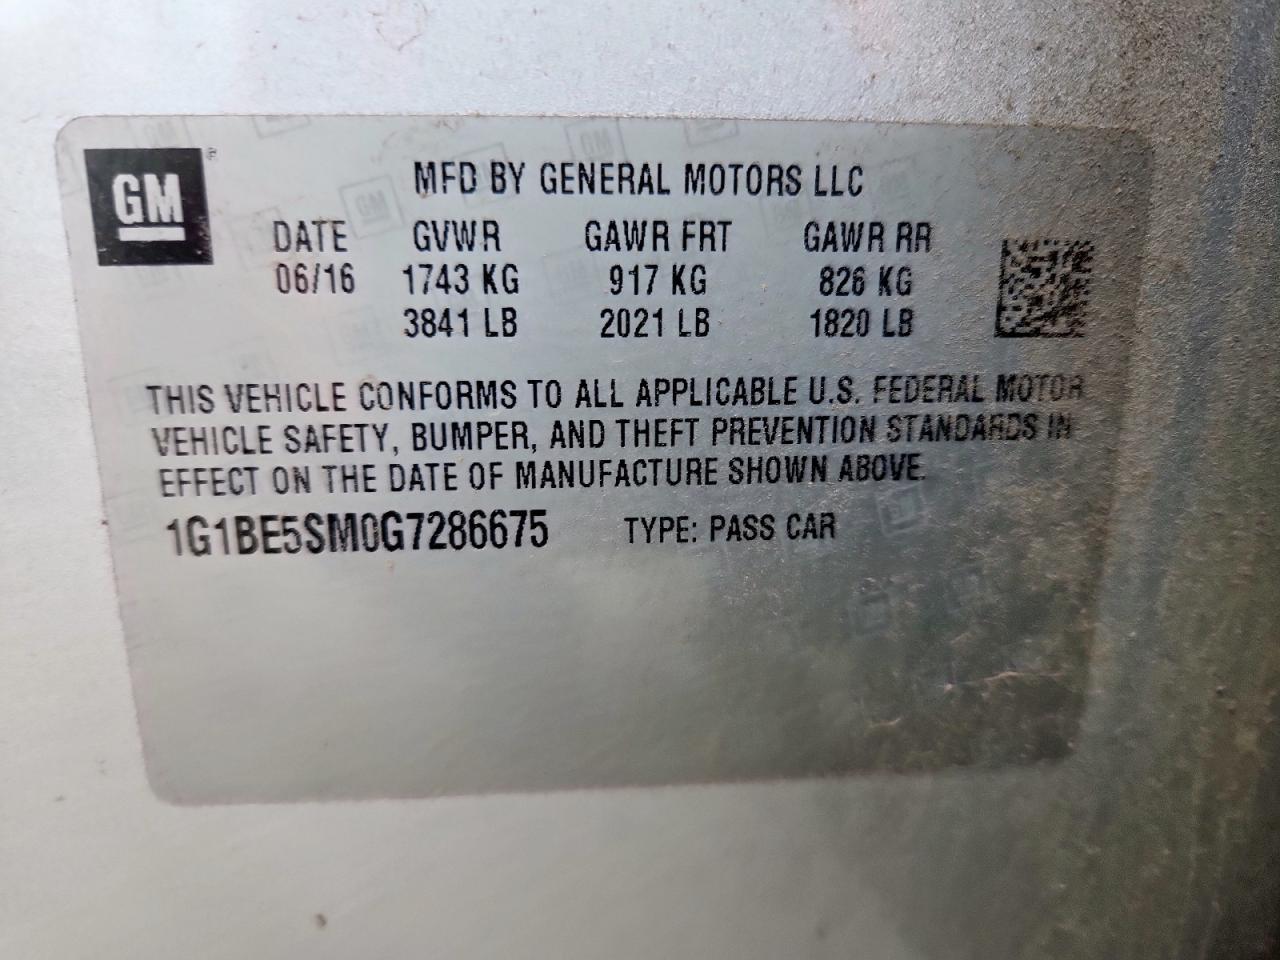 GM
MFD BY GENERAL MOTORS LLC
DATE GVWR GAWR FRT GAWR RR
06/16 1743 KG 917 KG 826 KG
3841 LB 2021 LB 1820 LB
THIS VEHICLE CONFORMS TO ALL APPLICABLE U.S. FEDERAL MOTOR
VEHICLE SAFETY, BUMPER, AND THEFT PREVENTION STANDARDS IN
EFFECT ON THE DATE OF MANUFACTURE SHOWN ABOVE.
1G1BE5SM0G7286675 TYPE: PASS CAR